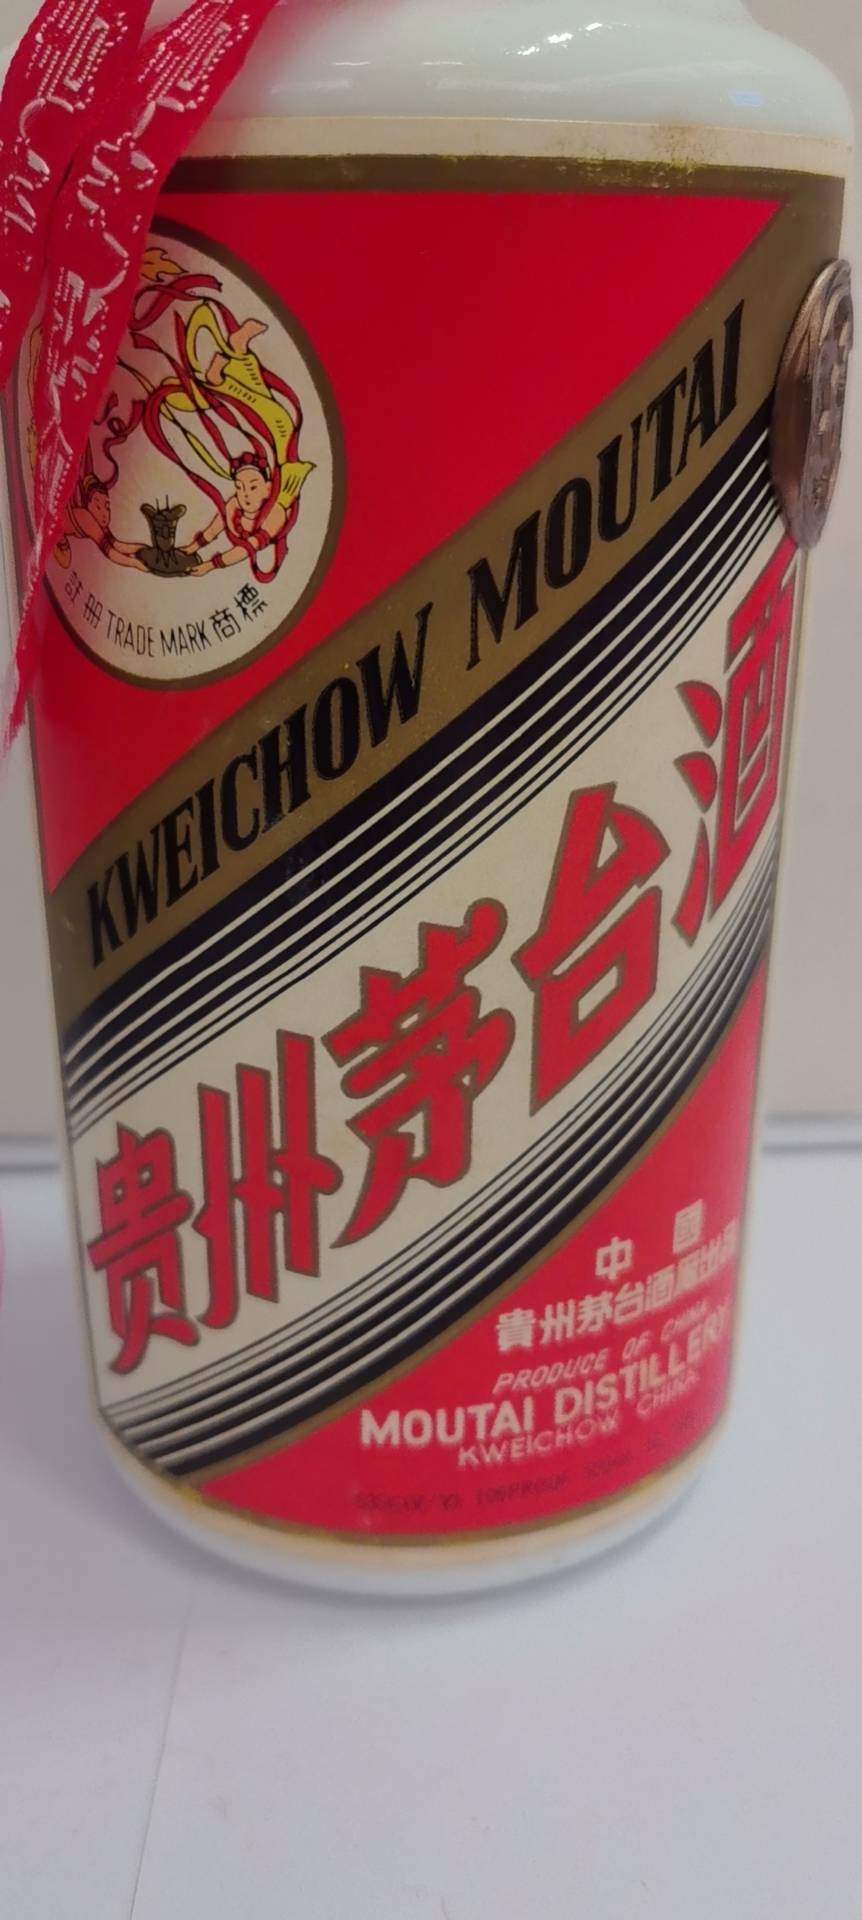 註冊 TRADE MARK 商標
KWEICHOW MOUTAI
贵州茅台酒
中國
貴州茅台酒廠出品
PRODUCE OF CHINA
MOUTAI DISTILLERY
KWEICHOW CHINA